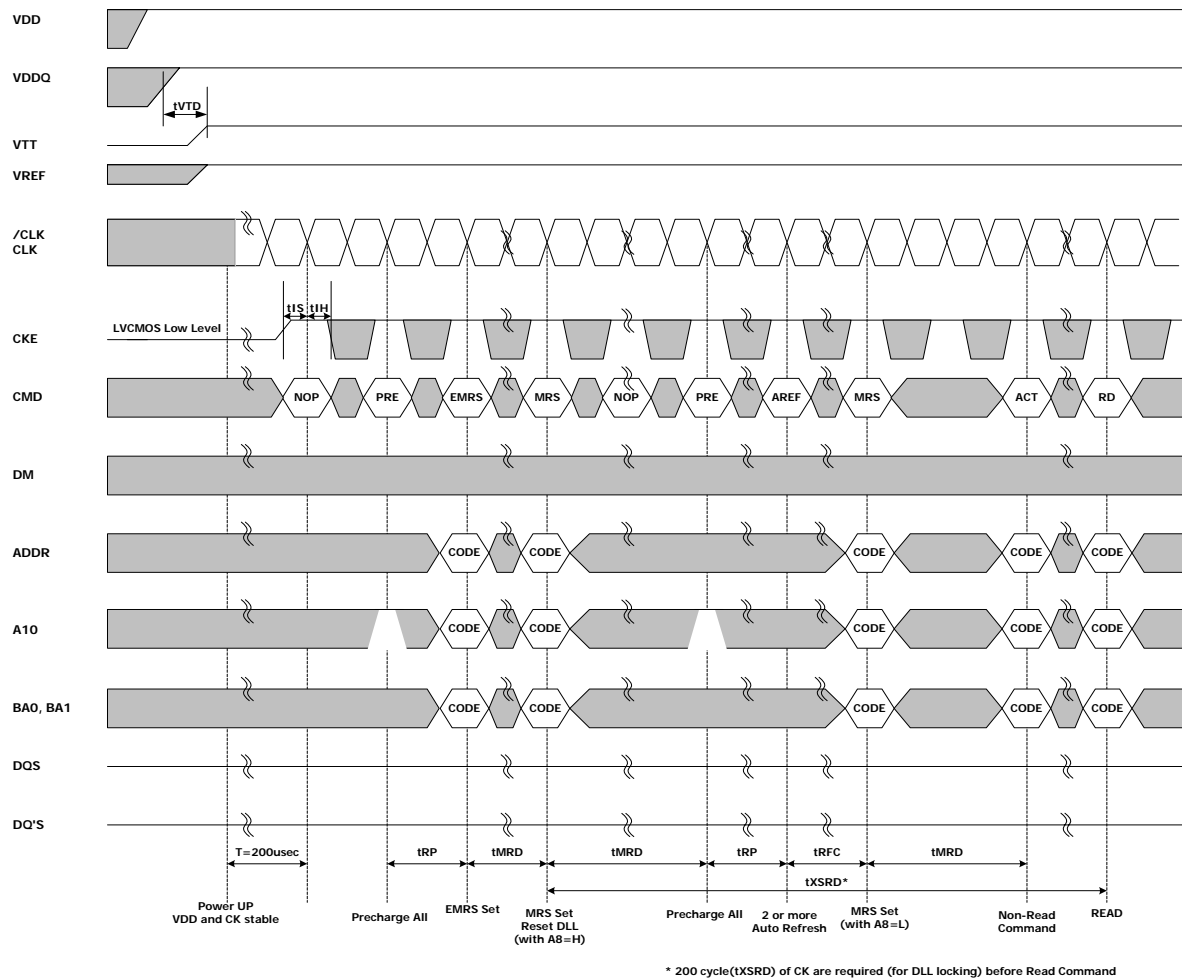 VDD
VDDQ
tVTD
VTT
VREF
/CLK
CLK
tIS tIH
CKE
LVCMOS Low Level
CMD
NOP PRE EMRS MRS NOP PRE AREF MRS ACT RD
DM
ADDR
CODE CODE CODE CODE CODE
A10
CODE CODE CODE CODE CODE
BA0, BA1
CODE CODE CODE CODE CODE
DQS
DQ'S
T=200usec tRP tMRD tMRD tRP tRFC tMRD
tXSRD*
Power UP
VDD and CK stable
Precharge All
EMRS Set
MRS Set
Reset DLL
(with A8=H)
Precharge All
2 or more
Auto Refresh
MRS Set
(with A8=L)
Non-Read
Command
READ
* 200 cycle(tXSRD) of CK are required (for DLL locking) before Read Command